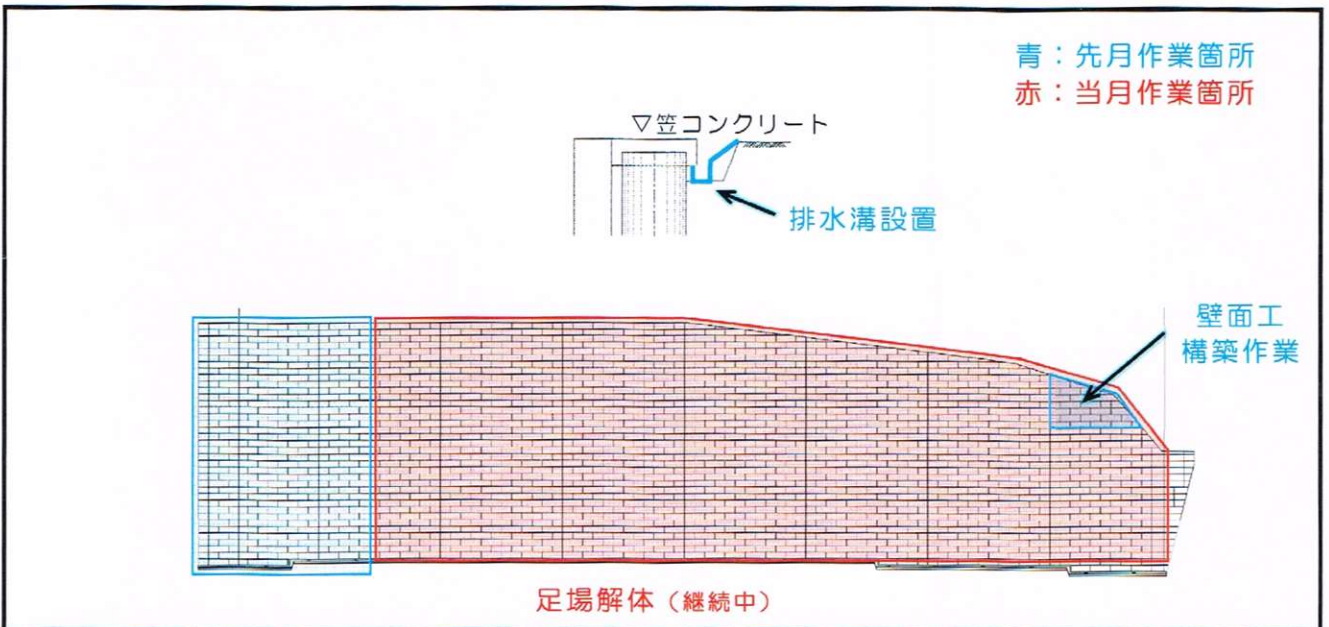 青：先月作業箇所
赤：当月作業箇所
▽笠コンクリート
排水溝設置
壁面工
構築作業
足場解体（継続中）